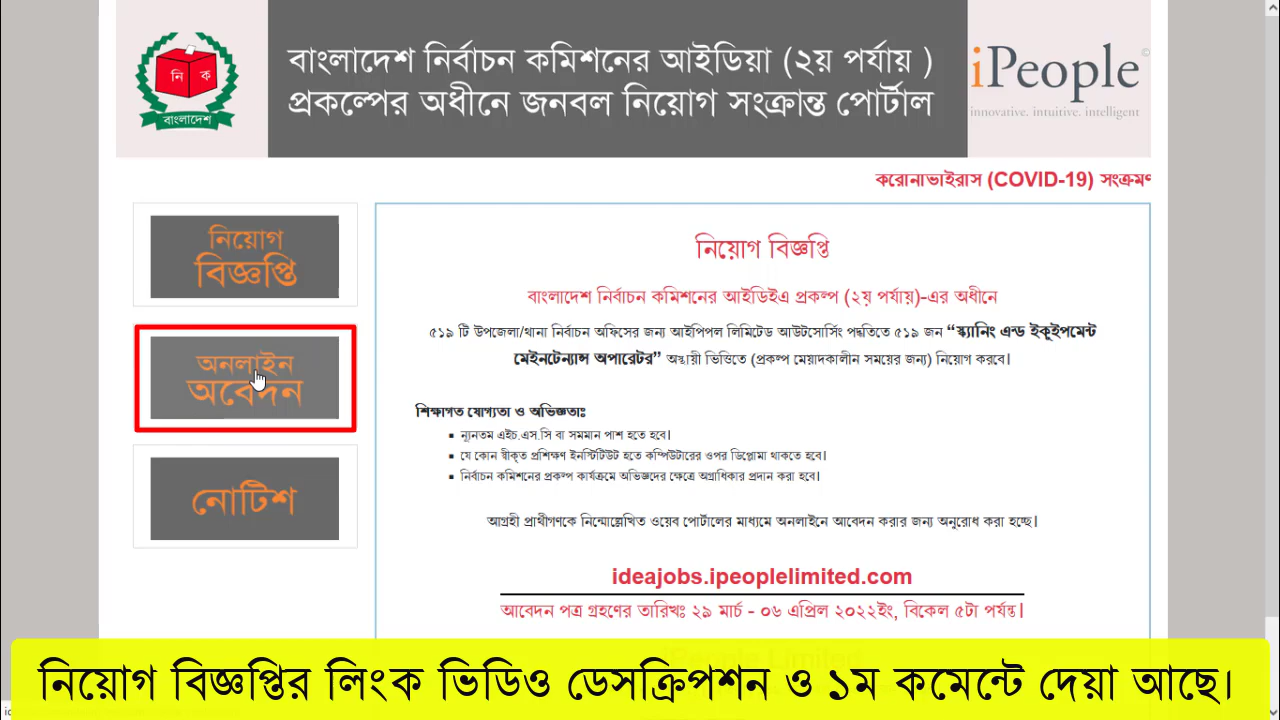 বাংলাদেশ নির্বাচন কমিশনের আইডিয়া (২য় পর্যায় )
প্রকল্পের অধীনে জনবল নিয়োগ সংক্রান্ত পোর্টাল
নি ক
বাংলাদেশ
iPeople
innovative. intuitive. intelligent
করোনাভাইরাস (COVID-19) সংক্রমণ
নিয়োগ
বিজ্ঞপ্তি
অনলাইন
অবেদন
নোটিশ
নিয়োগ বিজ্ঞপ্তি
বাংলাদেশ নির্বাচন কমিশনের আইডিইএ প্রকল্প (২য় পর্যায়)-এর অধীনে
৫১৯ টি উপজেলা/থানা নির্বাচন অফিসের জন্য আইপিপল লিমিটেড আউটসোর্সিং পদ্ধতিতে ৫১৯ জন “স্ক্যানিং এন্ড ইকুইপমেন্ট
মেইনটেন্যান্স অপারেটর” অস্থায়ী ভিত্তিতে (প্রকল্প মেয়াদকালীন সময়ের জন্য) নিয়োগ করবে।
শিক্ষাগত যোগ্যতা ও অভিজ্ঞতাঃ
▪ ন্যূনতম এইচ.এস.সি বা সমমান পাশ হতে হবে।
▪ যে কোন স্বীকৃত প্রশিক্ষণ ইনস্টিটিউট হতে কম্পিউটারের ওপর ডিপ্লোমা থাকতে হবে।
▪ নির্বাচন কমিশনের প্রকল্প কার্যক্রমে অভিজ্ঞদের ক্ষেত্রে অগ্রাধিকার প্রদান করা হবে।
আগ্রহী প্রার্থীগণকে নিম্মোল্লেখিত ওয়েব পোর্টালের মাধ্যমে অনলাইনে আবেদন করার জন্য অনুরোধ করা হচ্ছে।
ideajobs.ipeoplelimited.com
আবেদন পত্র গ্রহণের তারিখঃ ২৯ মার্চ - ০৬ এপ্রিল ২০২২ইং, বিকেল ৫টা পর্যন্ত।
iPeople Limited
নিয়োগ বিজ্ঞপ্তির লিংক ভিডিও ডেসক্রিপশন ও ১ম কমেন্টে দেয়া আছে।